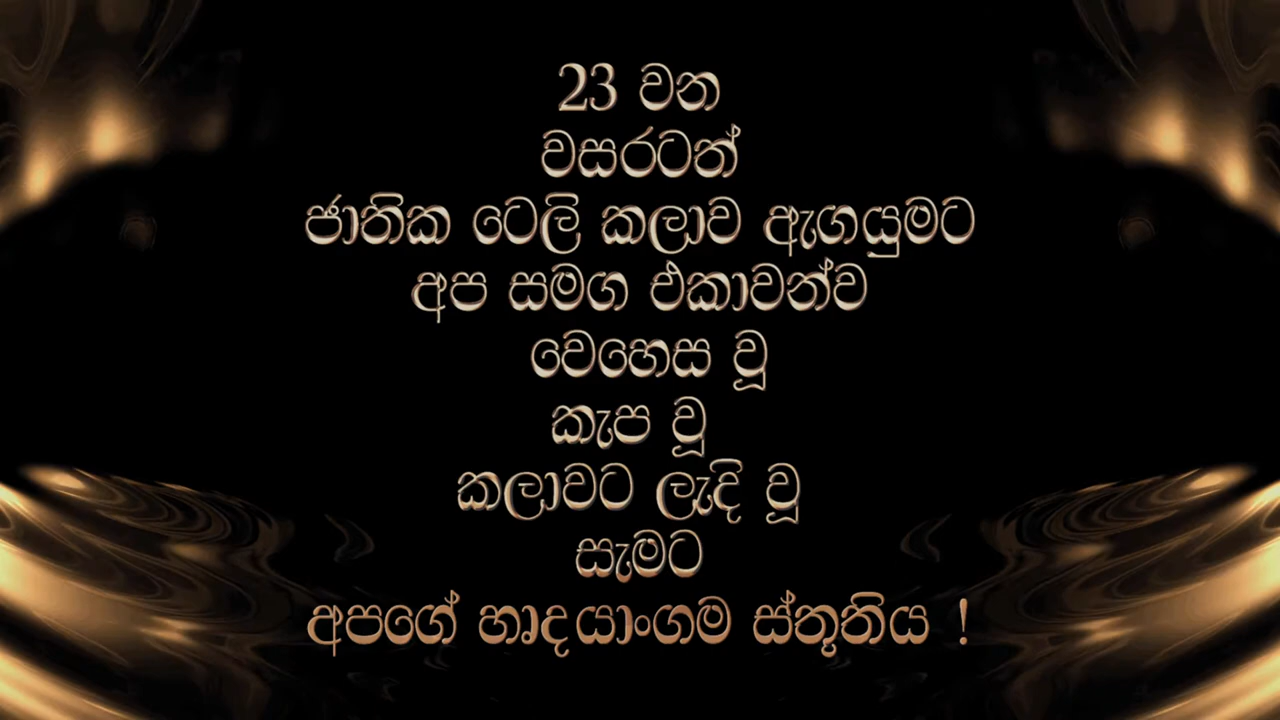 23 වන
වසරටත්
ජාතික ටෙලි කලාව ඇගයුමට
අප සමග එකාවන්ව
වෙහෙස වූ
කැප වූ
කලාවට ලැදි වූ
සැමට
අපගේ හෘදයාංගම ස්තූතිය !